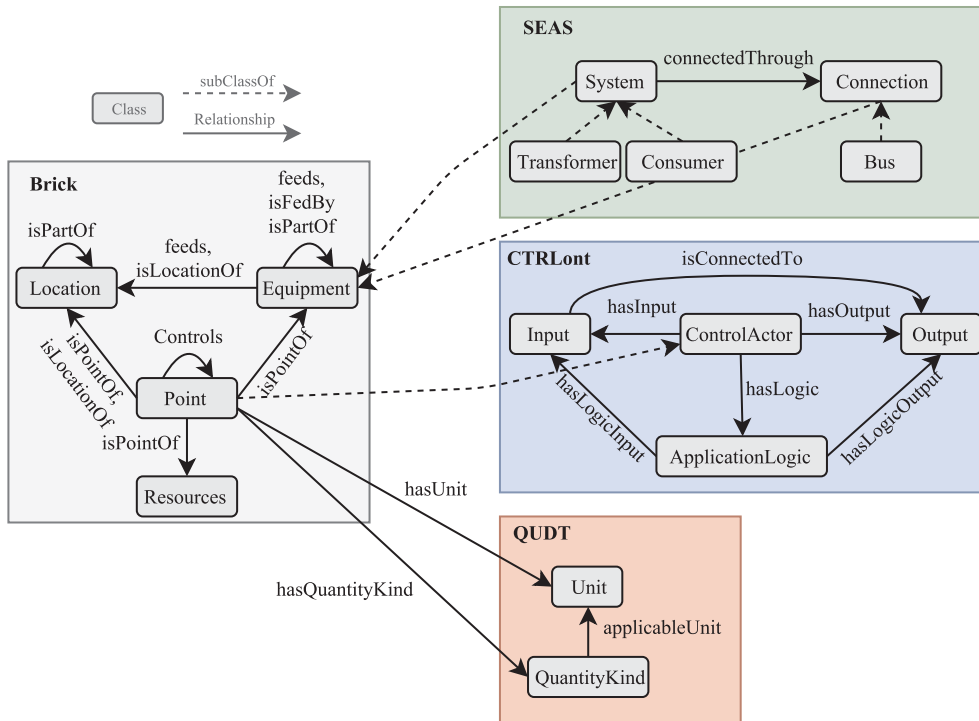 subClassOf
Class
Relationship
SEAS
System
connectedThrough
Connection
Transformer
Consumer
Bus
Brick
feeds,
isFedBy
isPartOf
isPartOf
feeds,
isLocationOf
Location
Equipment
Controls
isPointOf,
isLocationOf
isPointOf
Point
isPointOf
Resources
CTRLont
isConnectedTo
hasInput
hasOutput
Input
ControlActor
Output
hasLogic
hasLogicInput
hasLogicOutput
ApplicationLogic
hasUnit
hasQuantityKind
QUDT
Unit
applicableUnit
QuantityKind